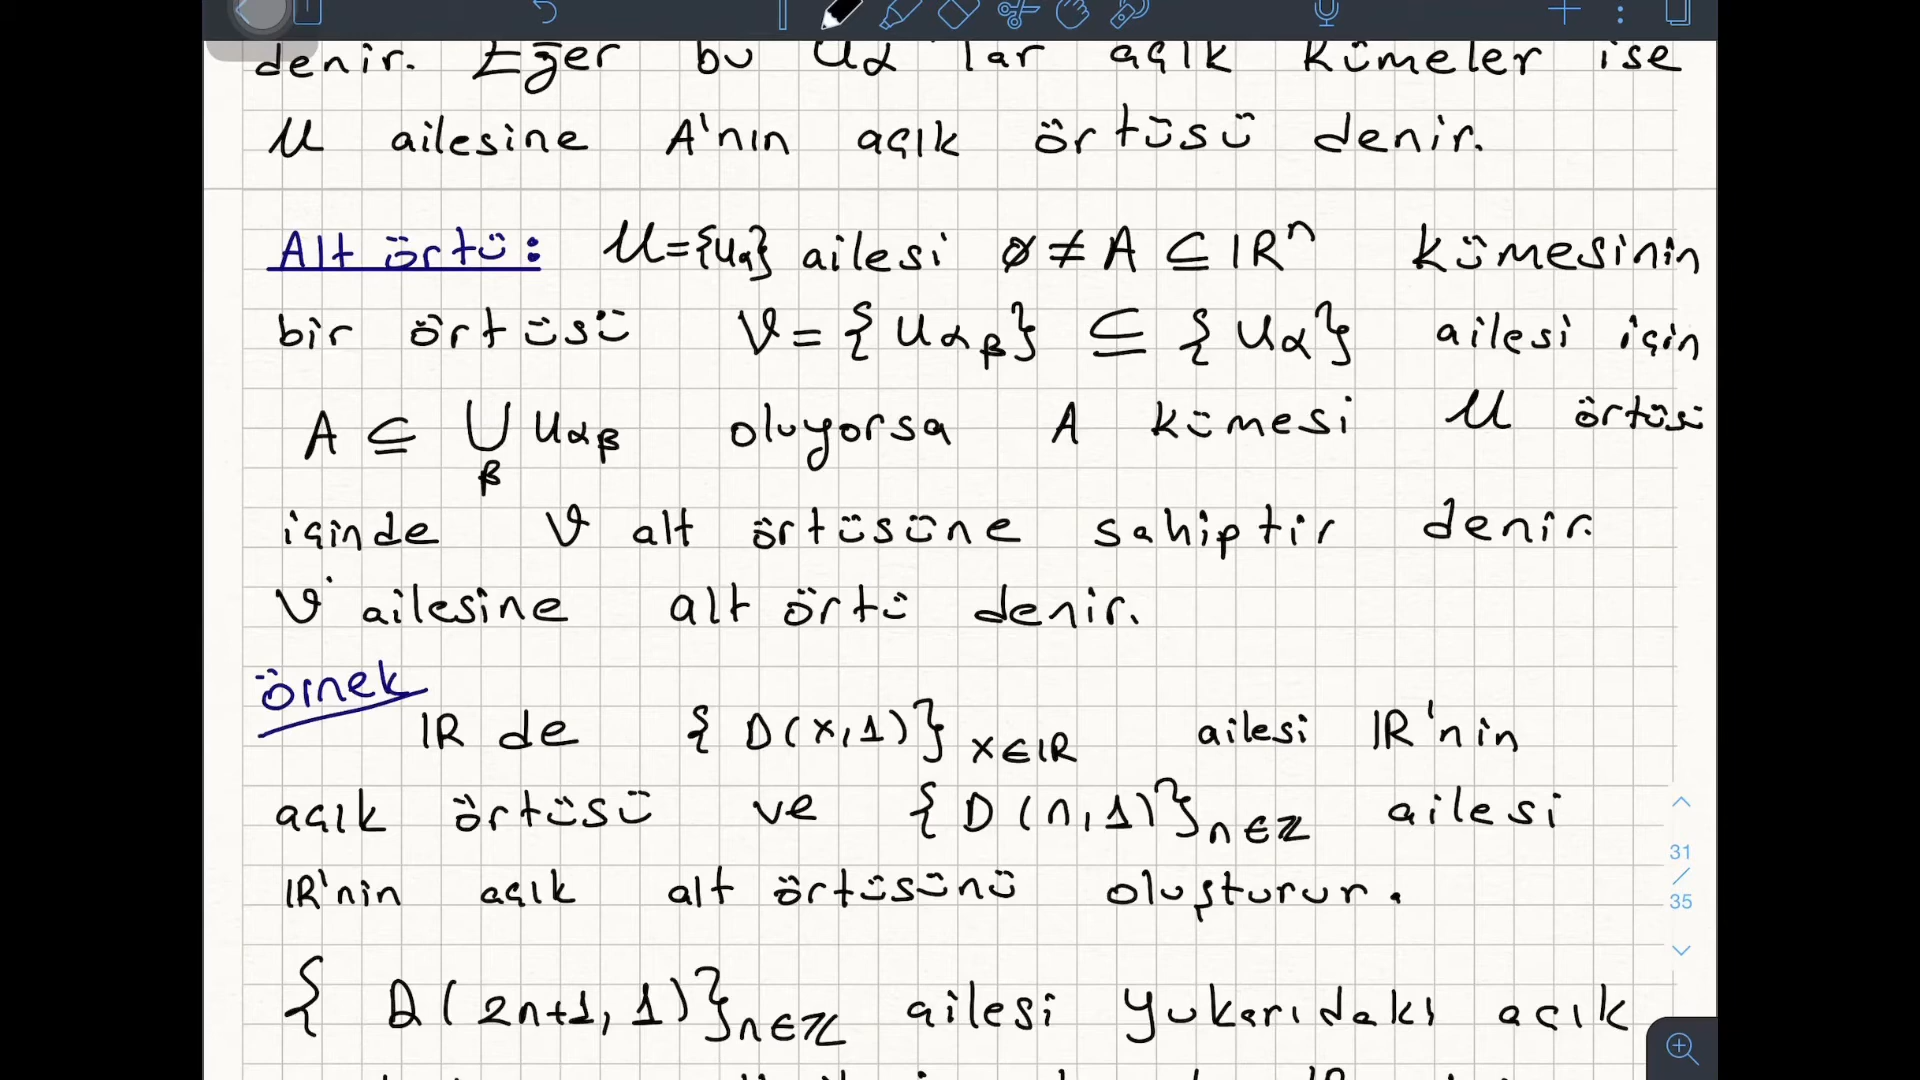 denir. Eğer bu Uα lar açık kümeler ise
𝒰 ailesine A'nın açık örtüsü denir.
Alt örtü: 𝒰={Uα} ailesi ∅≠A⊆ℝⁿ kümesinin
bir örtüsü 𝒱={Uαβ} ⊆ {Uα} ailesi için
A ⊆ ⋃β Uαβ oluyorsa A kümesi 𝒰 örtüsü
içinde 𝒱 alt örtüsüne sahiptir denir.
𝒱 ailesine alt örtü denir.
örnek
ℝ de {D(x,1)}x∈ℝ ailesi ℝ'nin
açık örtüsü ve {D(n,1)}n∈ℤ ailesi
ℝ'nin açık alt örtüsünü oluşturur.
{D(2n+1,1)}n∈ℤ ailesi yukarıdaki açık
31
/
35